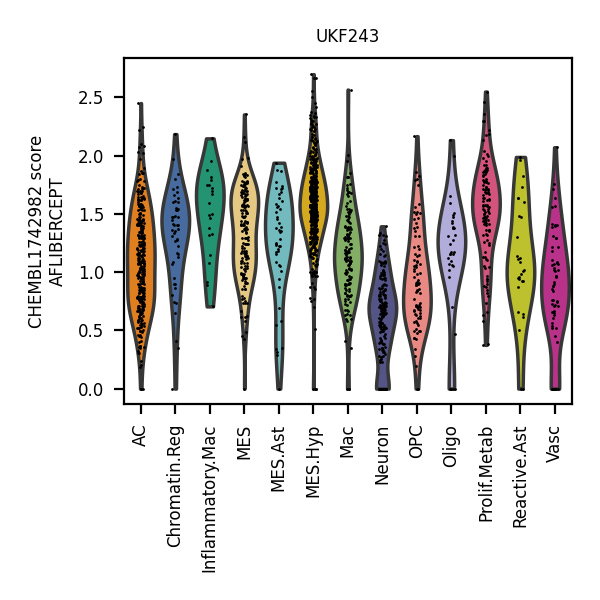 UKF243
CHEMBL1742982 score
AFLIBERCEPT
2.5
2.0
1.5
1.0
0.5
0.0
AC
Chromatin.Reg
Inflammatory.Mac
MES
MES.Ast
MES.Hyp
Mac
Neuron
OPC
Oligo
Prolif.Metab
Reactive.Ast
Vasc